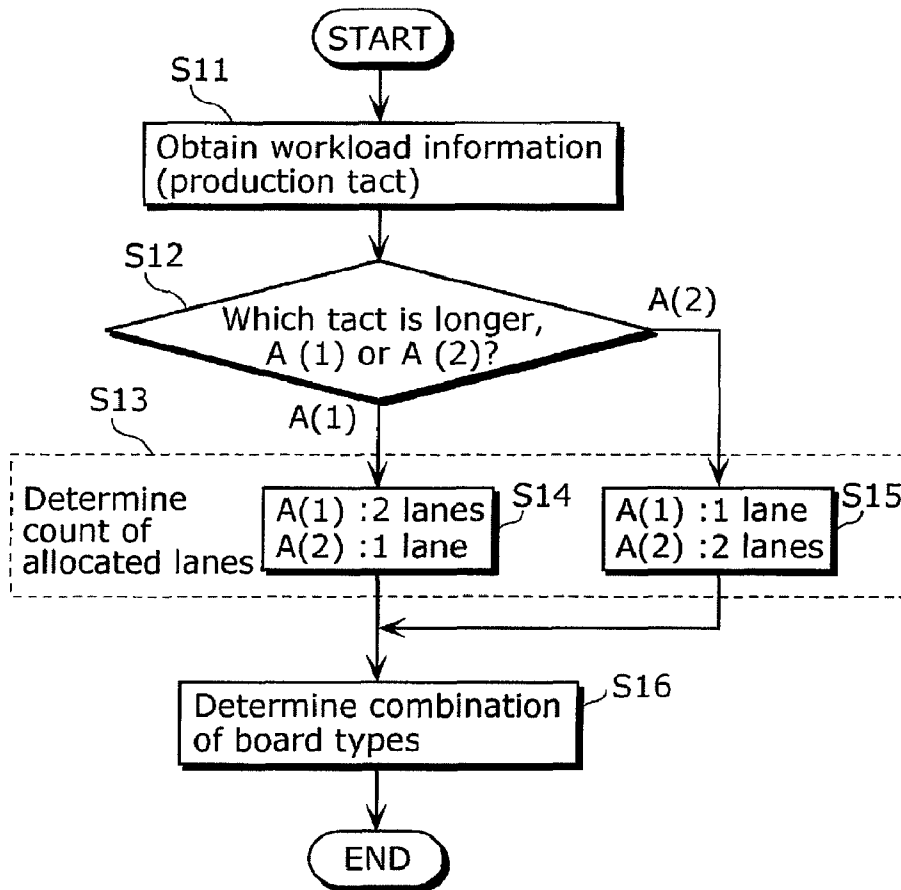 START
S11
Obtain workload information
(production tact)
S12
Which tact is longer,
A (1) or A (2)?
A(2)
A(1)
S13
Determine
count of
allocated lanes
A(1) :2 lanes
A(2) :1 lane
S14
A(1) :1 lane
A(2) :2 lanes
S15
Determine combination
of board types
S16
END